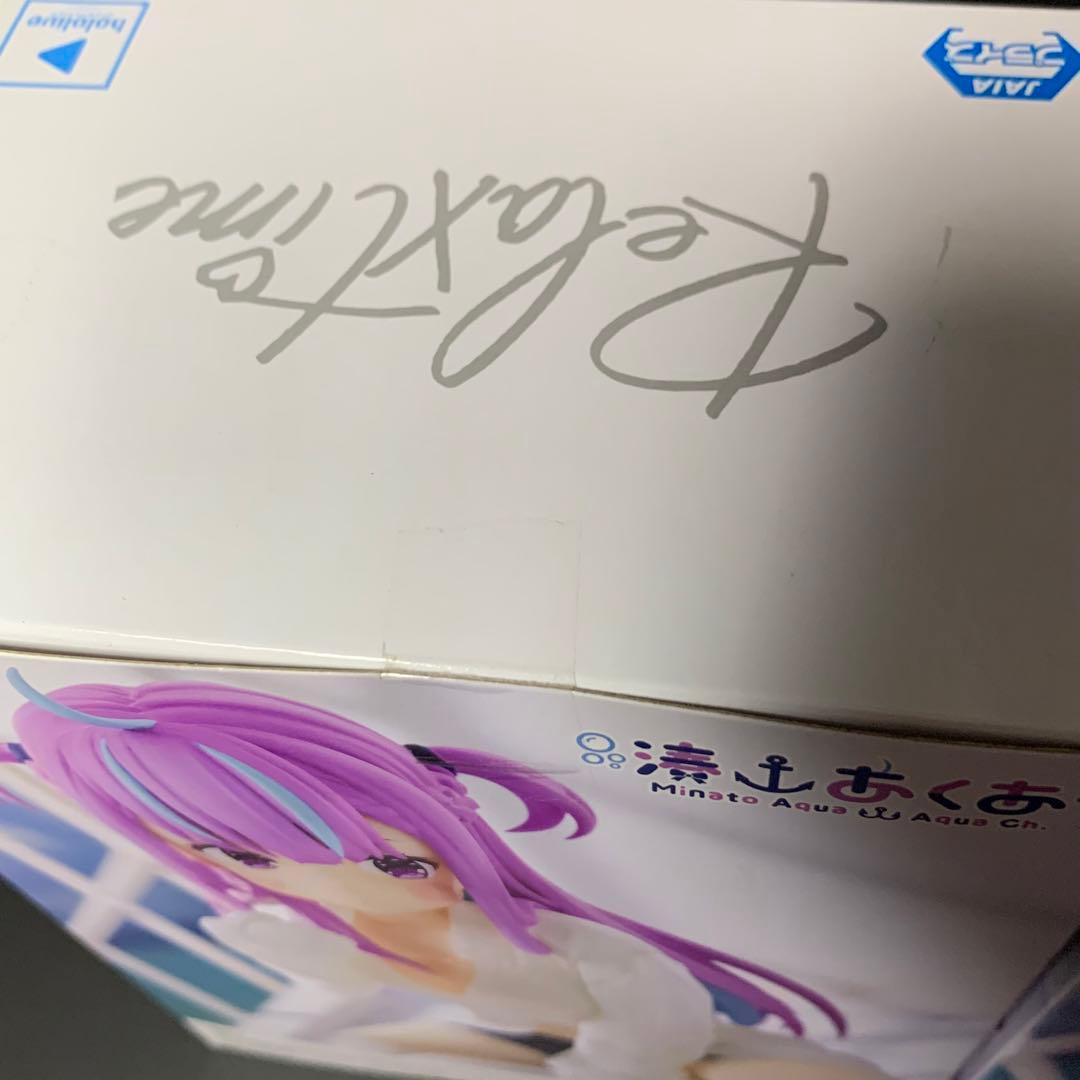 hololive
JAIA
プライズ
Relax time
湊あくあ
Minato Aqua Aqua Ch.